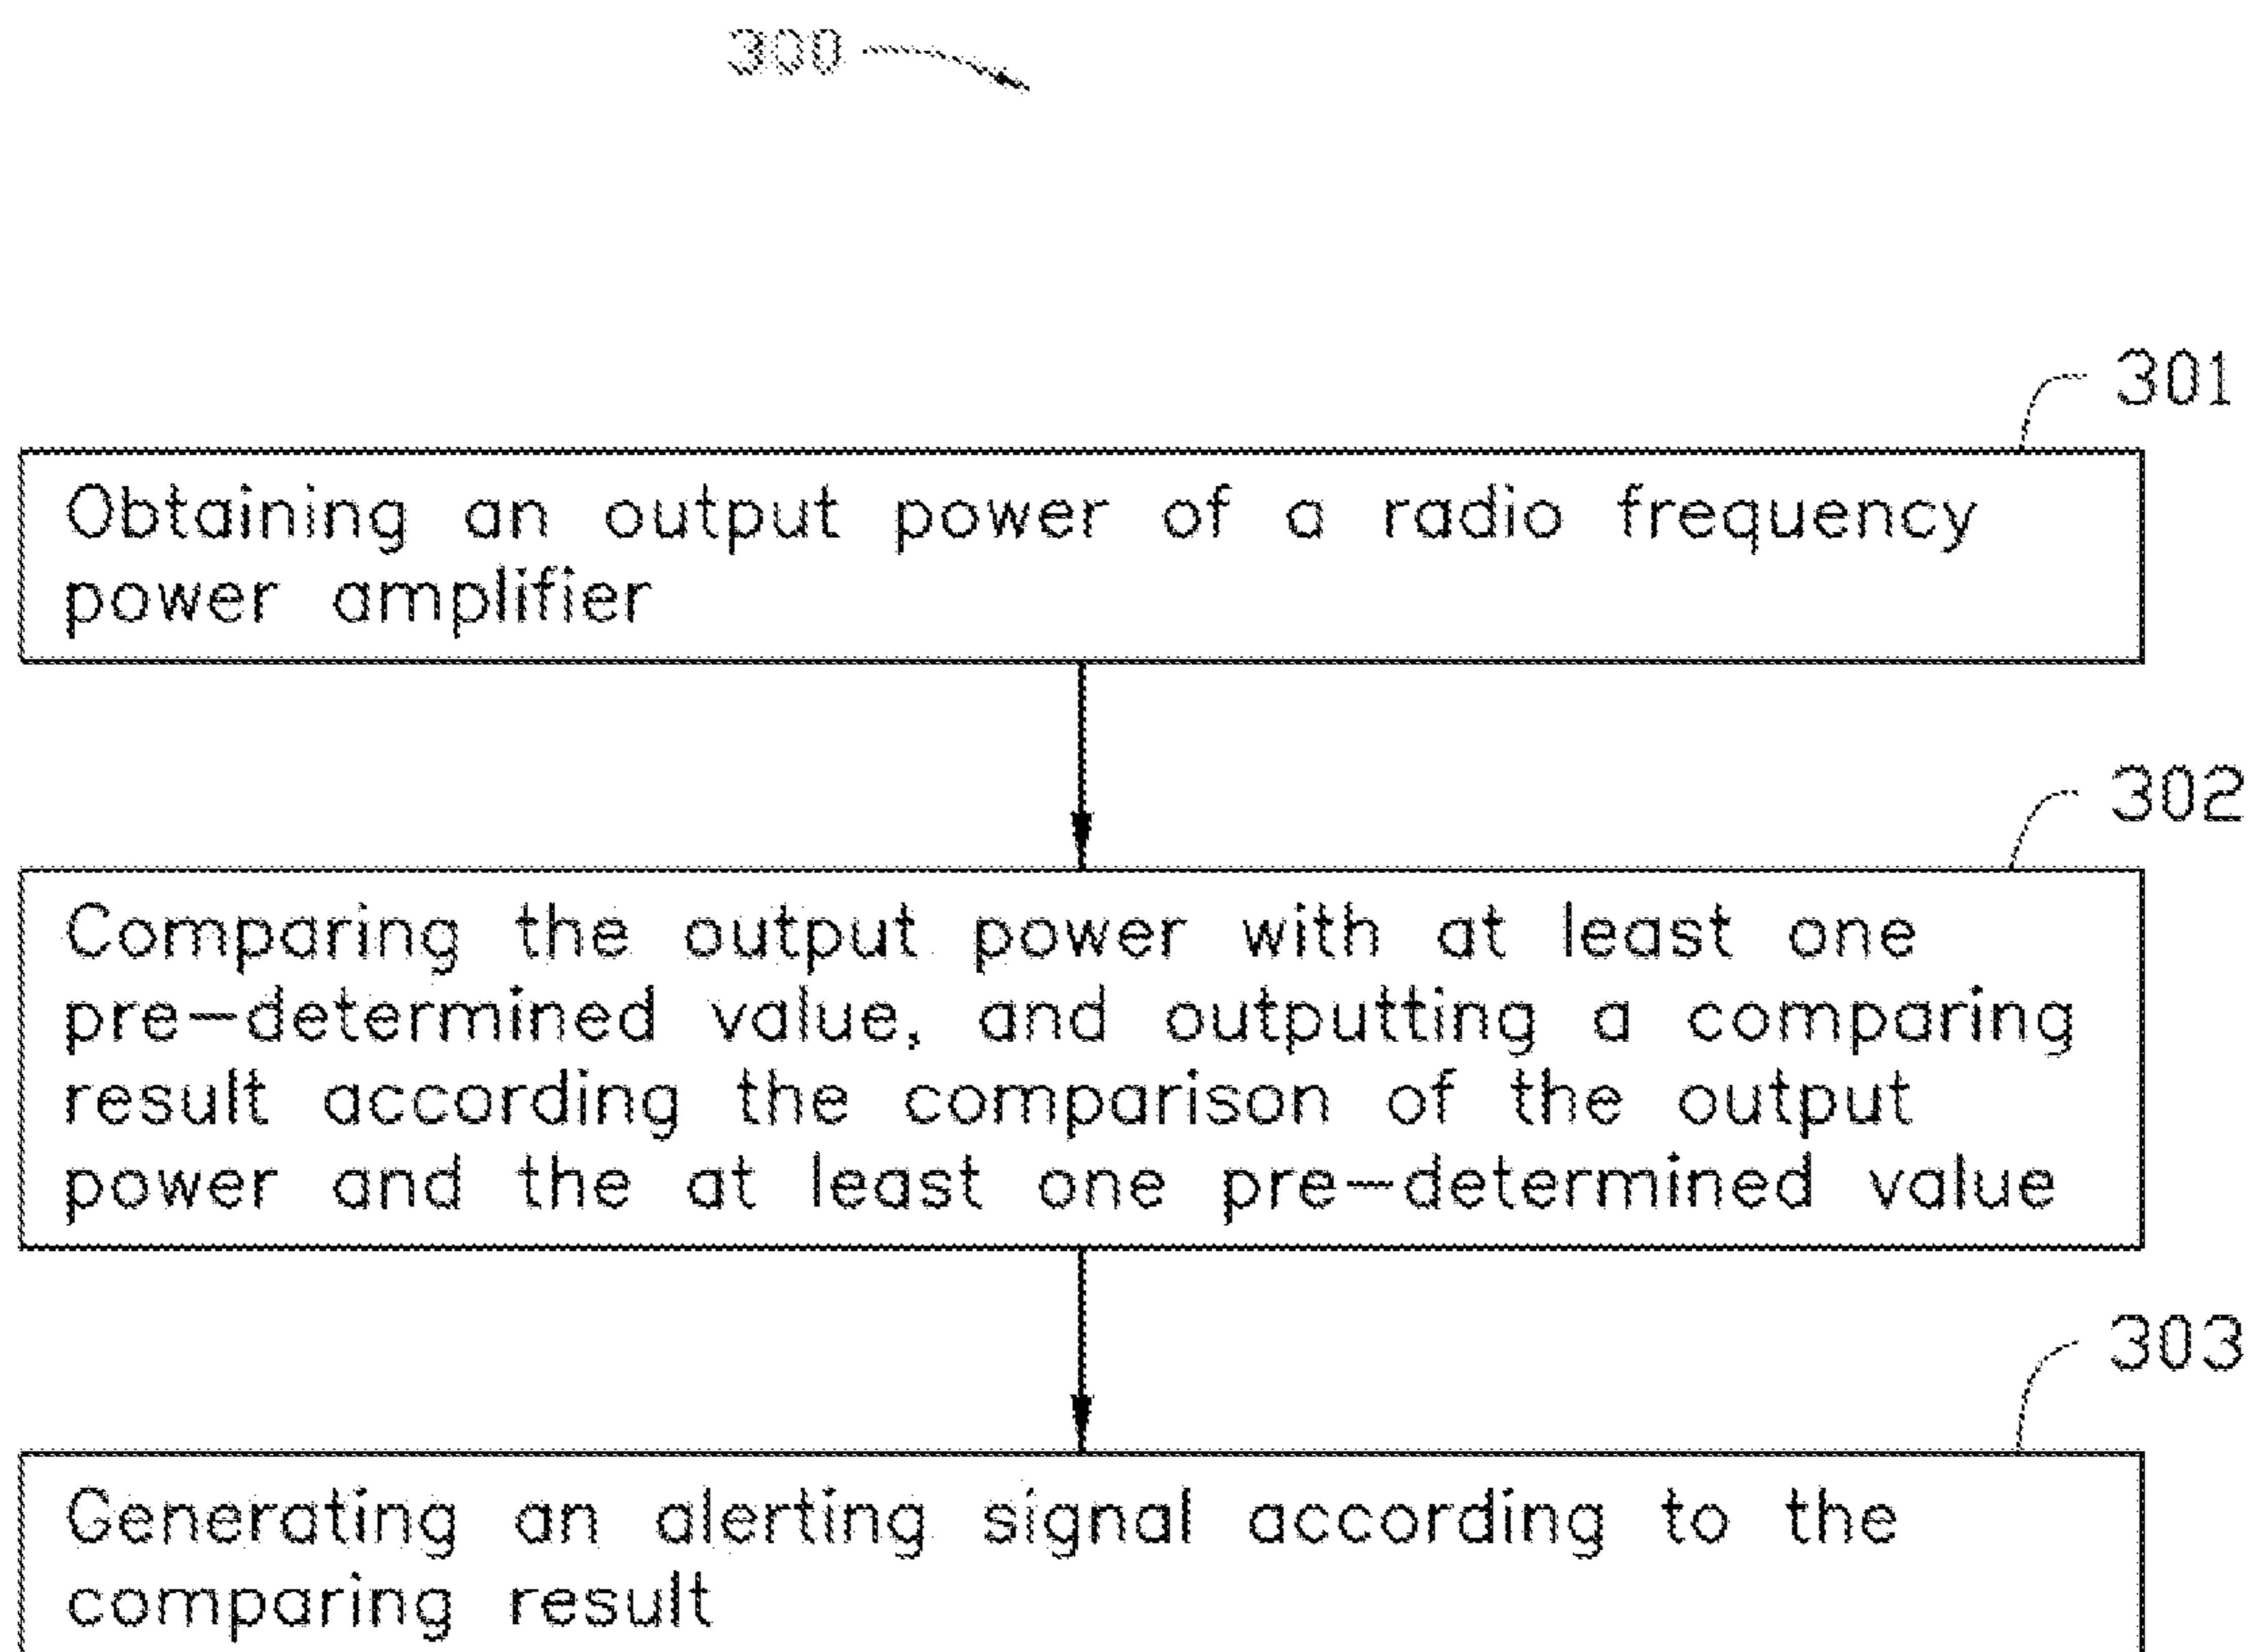 300
301
Obtaining an output power of a radio frequency
power amplifier
302
Comparing the output power with at least one
pre-determined value, and outputting a comparing
result according the comparison of the output
power and the at least one pre-determined value
303
Generating an alerting signal according to the
comparing result